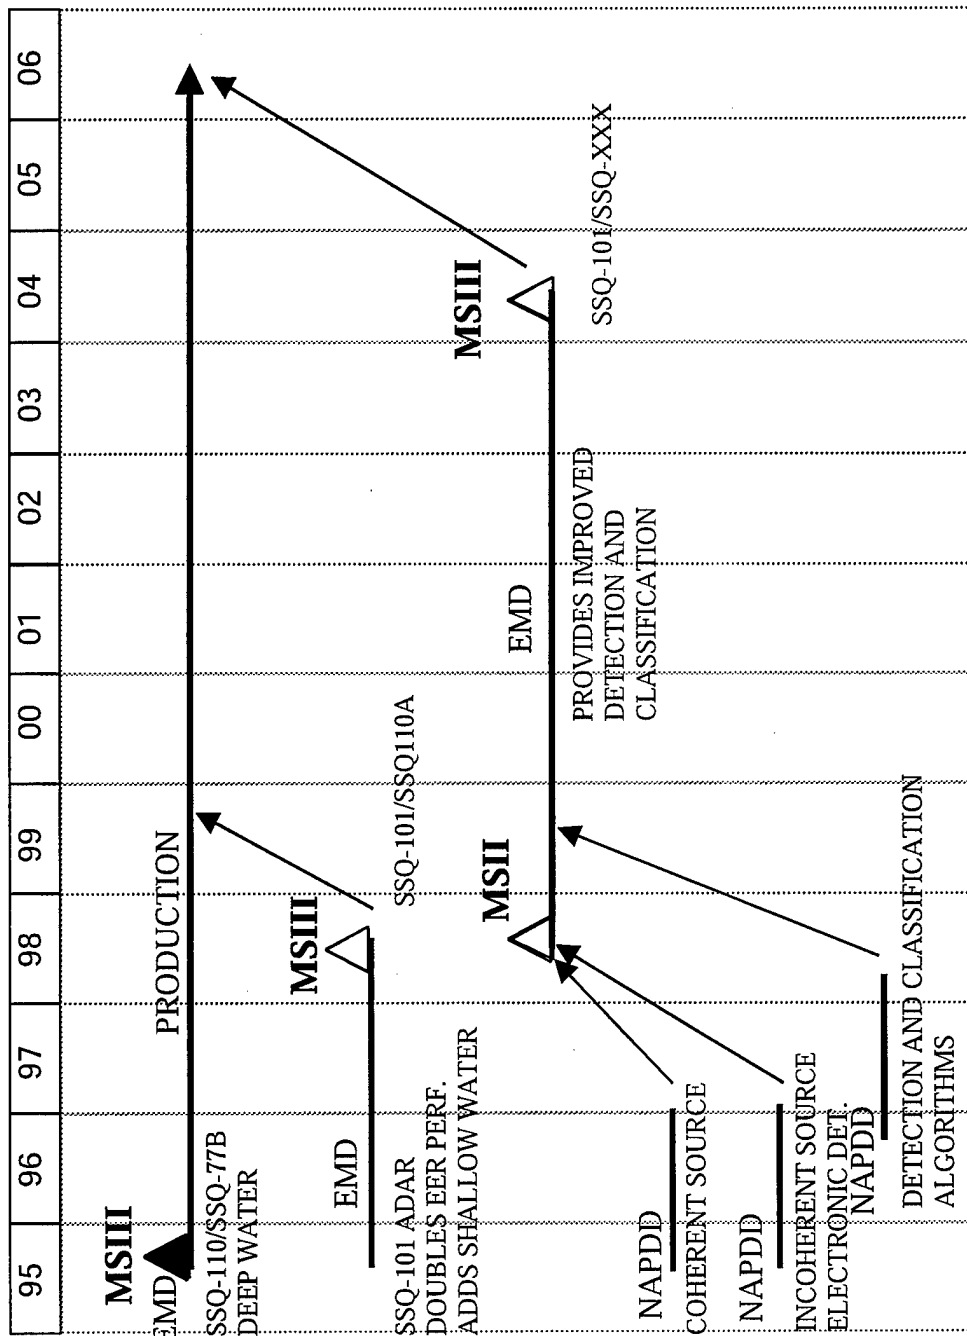 95 96 97 98 99 00 01 02 03 04 05 06
MSIII
EMD
PRODUCTION
SSQ-110/SSQ-77B
DEEP WATER
MSIII
EMD
SSQ-101/SSQ110A
SSQ-101 ADAR
DOUBLES EER PERF.
ADDS SHALLOW WATER
MSII
MSIII
EMD
PROVIDES IMPROVED
DETECTION AND
CLASSIFICATION
SSQ-101/SSQ-XXX
NAPDD
COHERENT SOURCE
NAPDD
INCOHERENT SOURCE
ELECTRONIC DET.
NAPDD
DETECTION AND CLASSIFICATION
ALGORITHMS